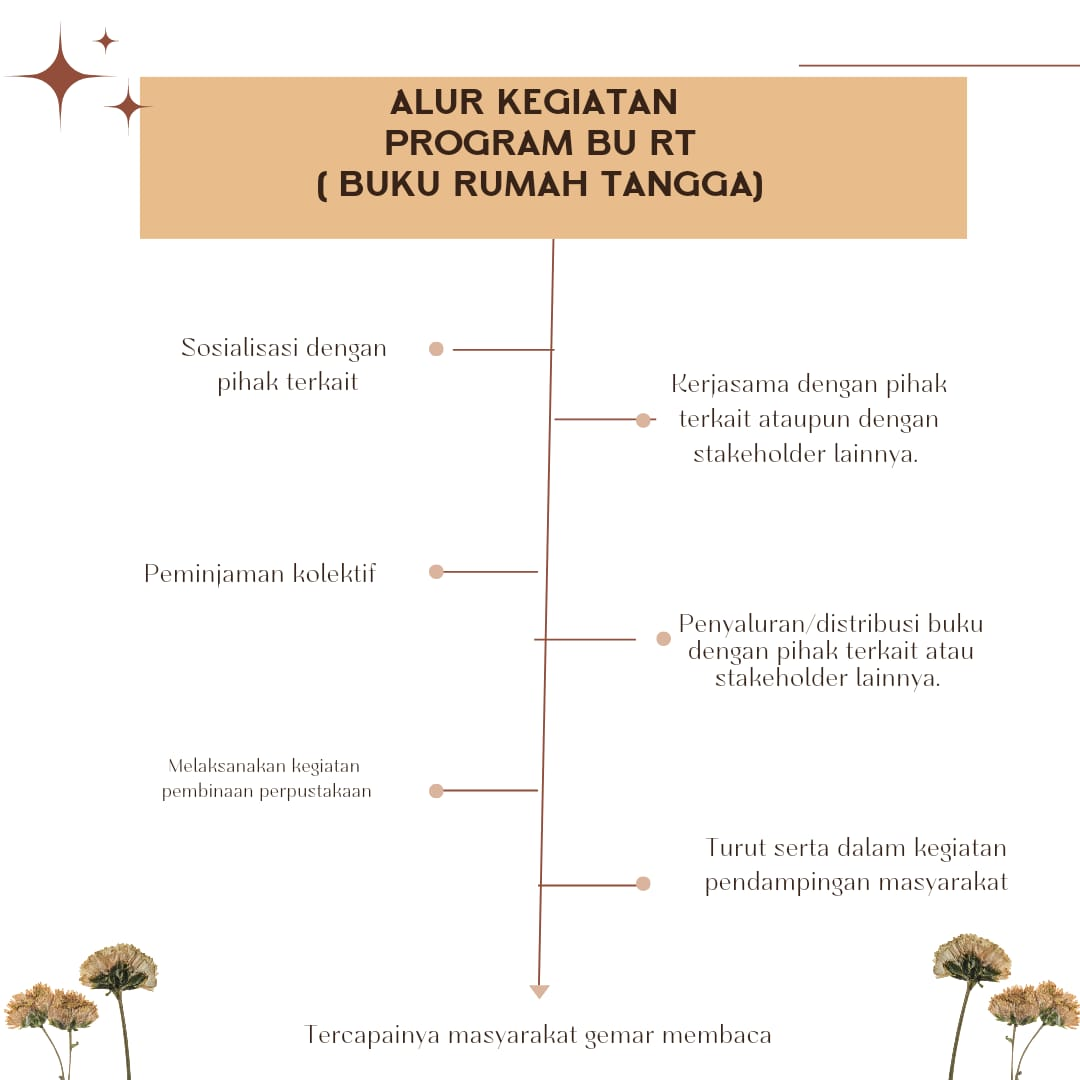 ALUR KEGIATAN
PROGRAM BU RT
( BUKU RUMAH TANGGA)
Sosialisasi dengan
pihak terkait
Kerjasama dengan pihak
terkait ataupun dengan
stakeholder lainnya.
Peminjaman kolektif
Penyaluran/distribusi buku
dengan pihak terkait atau
stakeholder lainnya.
Melaksanakan kegiatan
pembinaan perpustakaan
Turut serta dalam kegiatan
pendampingan masyarakat
Tercapainya masyarakat gemar membaca